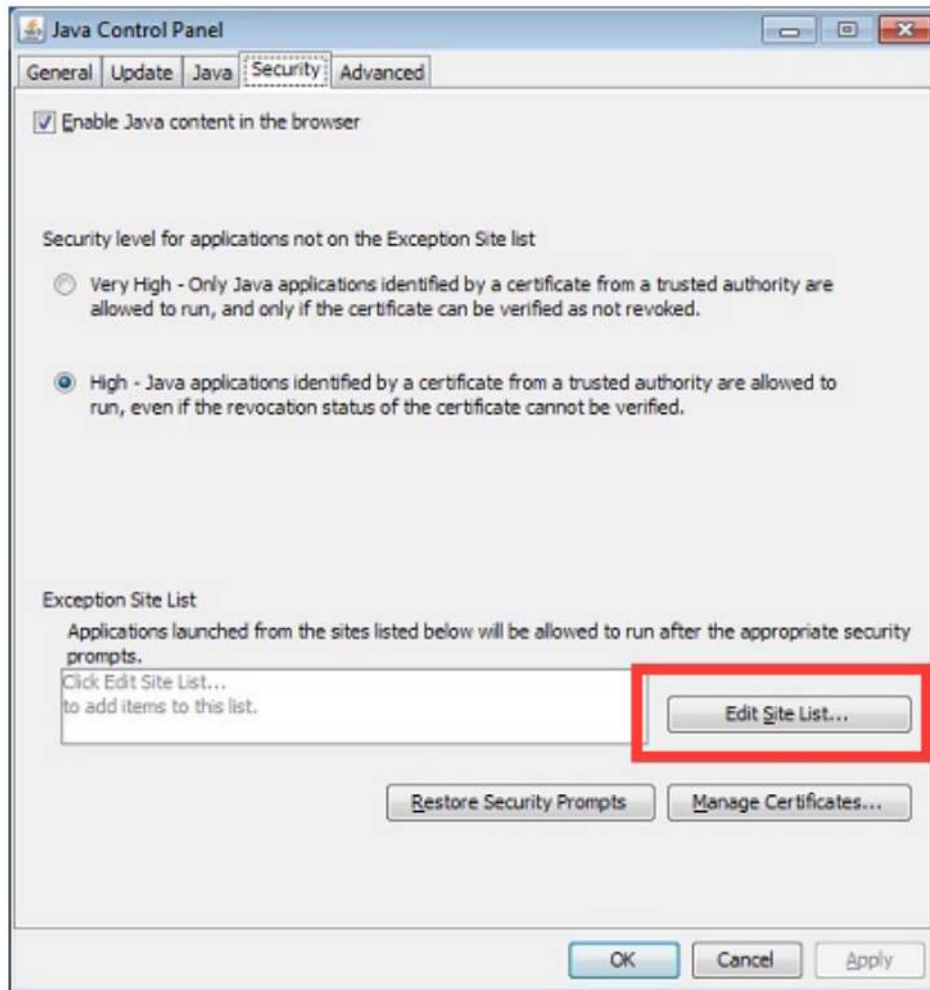 Java Control Panel
General Update Java Security Advanced
Enable Java content in the browser
Security level for applications not on the Exception Site list
Very High - Only Java applications identified by a certificate from a trusted authority are
allowed to run, and only if the certificate can be verified as not revoked.
High - Java applications identified by a certificate from a trusted authority are allowed to
run, even if the revocation status of the certificate cannot be verified.
Exception Site List
Applications launched from the sites listed below will be allowed to run after the appropriate security
prompts.
Click Edit Site List...
to add items to this list.
Edit Site List...
Restore Security Prompts Manage Certificates...
OK Cancel Apply